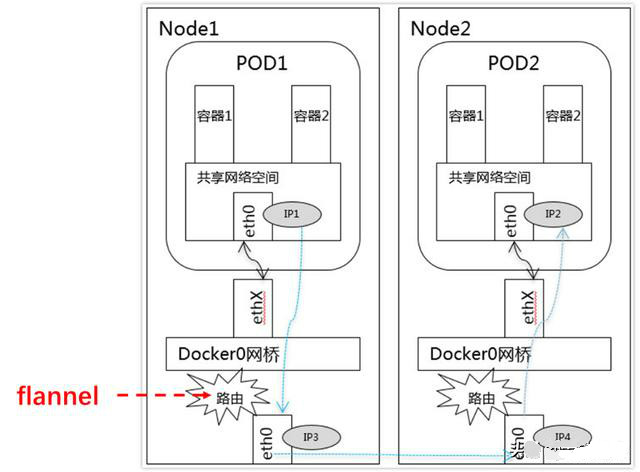 Node1
POD1
容器1
容器2
共享网络空间
eth0
IP1
ethX
Docker0网桥
flannel
路由
eth0
IP3
Node2
POD2
容器1
容器2
共享网络空间
eth0
IP2
ethX
Docker0网桥
路由
eth0
IP4